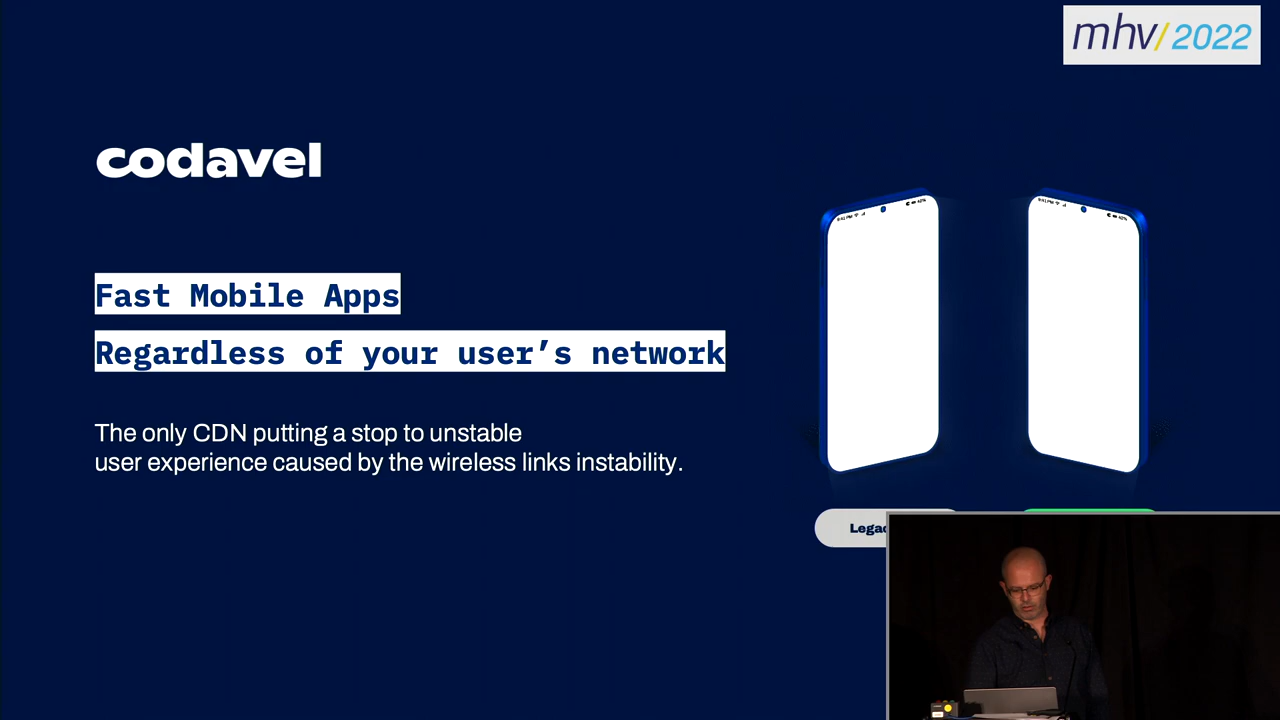 mhv/2022
codavel
Fast Mobile Apps
Regardless of your user’s network
The only CDN putting a stop to unstable
user experience caused by the wireless links instability.